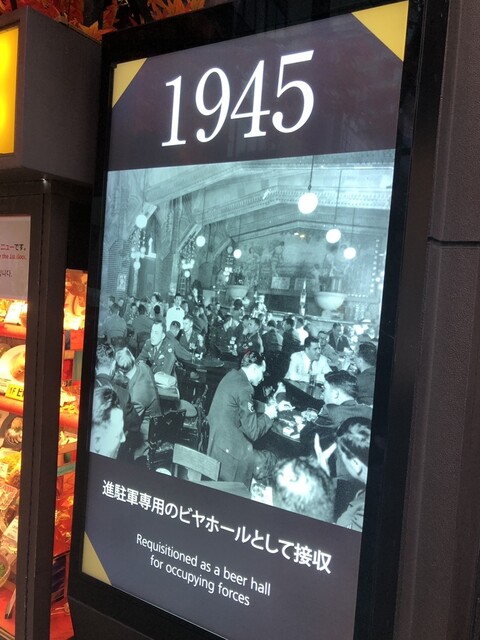 1945
進駐軍専用のビヤホールとして接収
Requisitioned as a beer hall
for occupying forces